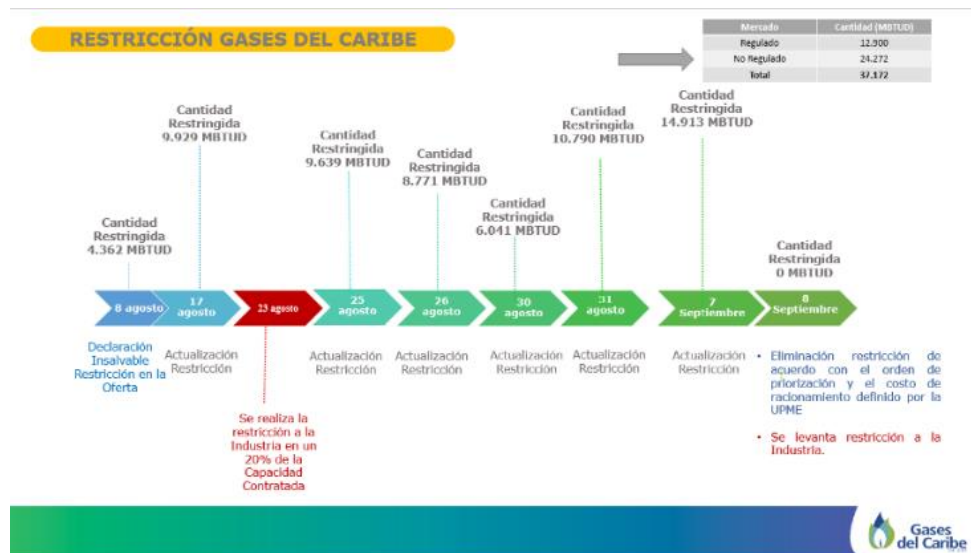 RESTRICCIÓN GASES DEL CARIBE
Mercado Cantidad (MBTUD)
Regulado 12.900
No Regulado 24.272
Total 37.172
Cantidad
Restringida
4.362 MBTUD
Cantidad
Restringida
9.929 MBTUD
Cantidad
Restringida
9.639 MBTUD
Cantidad
Restringida
8.771 MBTUD
Cantidad
Restringida
6.041 MBTUD
Cantidad
Restringida
10.790 MBTUD
Cantidad
Restringida
14.913 MBTUD
Cantidad
Restringida
0 MBTUD
8 agosto
17
agosto
23 agosto
25
agosto
26
agosto
30
agosto
31
agosto
7
Septiembre
8
Septiembre
Declaración
Insalvable
Restricción en la
Oferta
Actualización
Restricción
Se realiza la
restricción a la
Industria en un
20% de la
Capacidad
Contratada
Actualización
Restricción
Actualización
Restricción
Actualización
Restricción
Actualización
Restricción
Actualización
Restricción
• Eliminación restricción de
acuerdo con el orden de
priorización y el costo de
racionamiento definido por la
UPME
• Se levanta restricción a la
Industria.
Gases
del Caribe